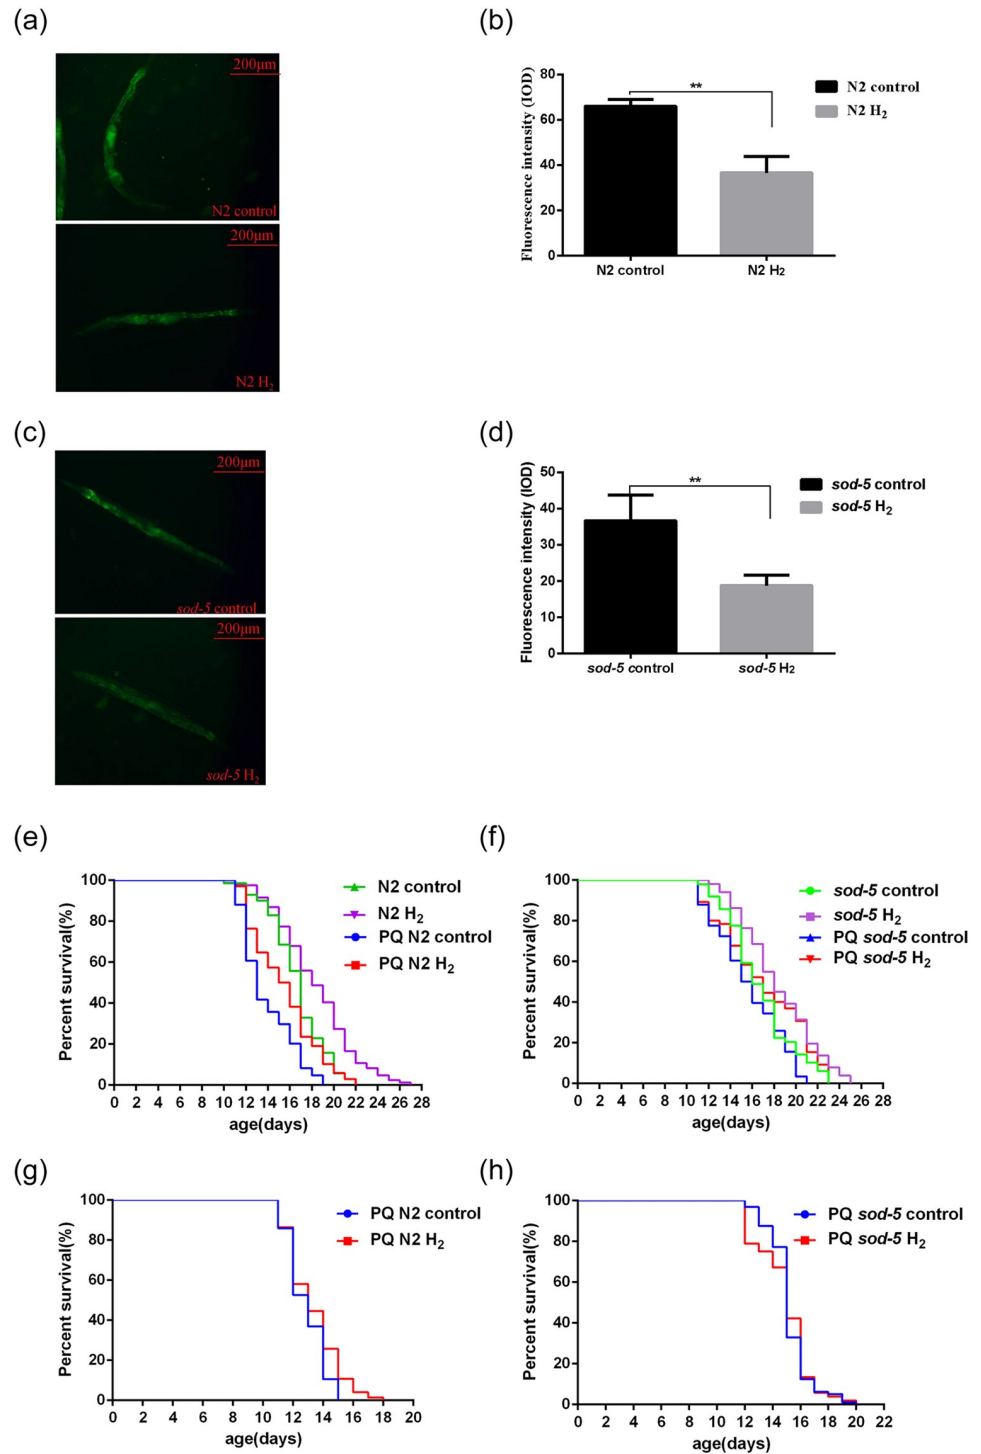 (a)
200μm
N2 control
200μm
N2 H₂
(b)
Fluorescence intensity (IOD)
80
60
40
20
0
**
N2 control
N2 H₂
N2 control
N2 H₂
(c)
200μm
sod-5 control
200μm
sod-5 H₂
(d)
Fluorescence intensity (IOD)
50
40
30
20
10
0
**
sod-5 control
sod-5 H₂
sod-5 control
sod-5 H₂
(e)
Percent survival(%)
100
80
60
40
20
0
N2 control
N2 H₂
PQ N2 control
PQ N2 H₂
0 2 4 6 8 10 12 14 16 18 20 22 24 26 28
age(days)
(f)
Percent survival(%)
100
80
60
40
20
0
sod-5 control
sod-5 H₂
PQ sod-5 control
PQ sod-5 H₂
0 2 4 6 8 10 12 14 16 18 20 22 24 26 28
age(days)
(g)
Percent survival(%)
100
80
60
40
20
0
PQ N2 control
PQ N2 H₂
0 2 4 6 8 10 12 14 16 18 20
age(days)
(h)
Percent survival(%)
100
80
60
40
20
0
PQ sod-5 control
PQ sod-5 H₂
0 2 4 6 8 10 12 14 16 18 20 22
age(days)